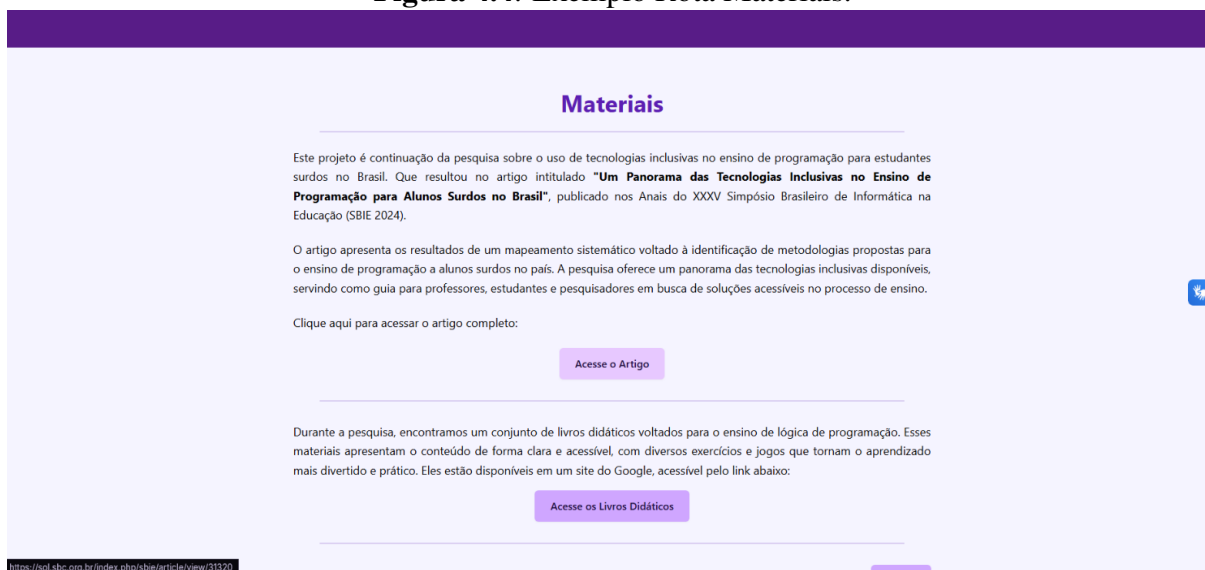 Figura 4.4: Exemplo Rota Materiais.
Materiais
Este projeto é continuação da pesquisa sobre o uso de tecnologias inclusivas no ensino de programação para estudantes
surdos no Brasil. Que resultou no artigo intitulado "Um Panorama das Tecnologias Inclusivas no Ensino de
Programação para Alunos Surdos no Brasil", publicado nos Anais do XXXV Simpósio Brasileiro de Informática na
Educação (SBIE 2024).
O artigo apresenta os resultados de um mapeamento sistemático voltado à identificação de metodologias propostas para
o ensino de programação a alunos surdos no país. A pesquisa oferece um panorama das tecnologias inclusivas disponíveis,
servindo como guia para professores, estudantes e pesquisadores em busca de soluções acessíveis no processo de ensino.
Clique aqui para acessar o artigo completo:
Acesse o Artigo
Durante a pesquisa, encontramos um conjunto de livros didáticos voltados para o ensino de lógica de programação. Esses
materiais apresentam o conteúdo de forma clara e acessível, com diversos exercícios e jogos que tornam o aprendizado
mais divertido e prático. Eles estão disponíveis em um site do Google, acessível pelo link abaixo:
Acesse os Livros Didáticos
https://sol.sbc.org.br/index.php/sbie/article/view/31320